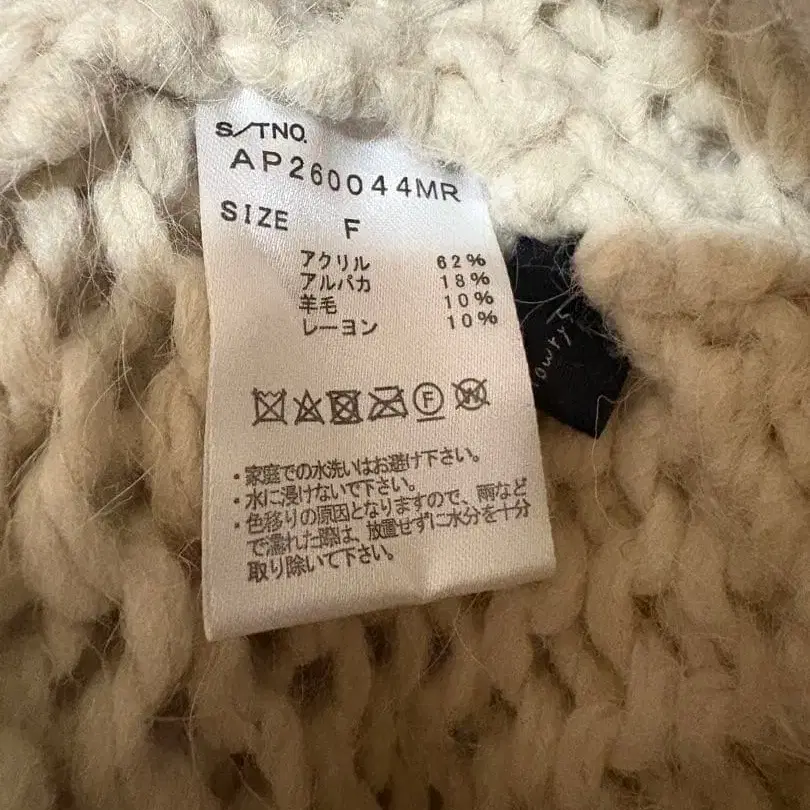 S/TNO.
AP260044MR
SIZE F
アクリル 62%
アルパカ 18%
羊毛 10%
レーヨン 10%
F W
・家庭での水洗いはお避け下さい。
・水に浸けないで下さい。
・色移りの原因となりますので、雨など
で濡れた際は、放置せずに水分を十分
取り除いて下さい。